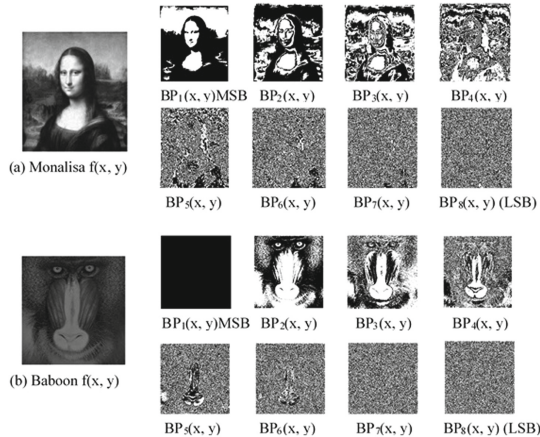 BP₁(x, y)MSB BP₂(x, y) BP₃(x, y) BP₄(x, y)
(a) Monalisa f(x, y)
BP₅(x, y) BP₆(x, y) BP₇(x, y) BP₈(x, y) (LSB)
BP₁(x, y)MSB BP₂(x, y) BP₃(x, y) BP₄(x, y)
(b) Baboon f(x, y)
BP₅(x, y) BP₆(x, y) BP₇(x, y) BP₈(x, y) (LSB)